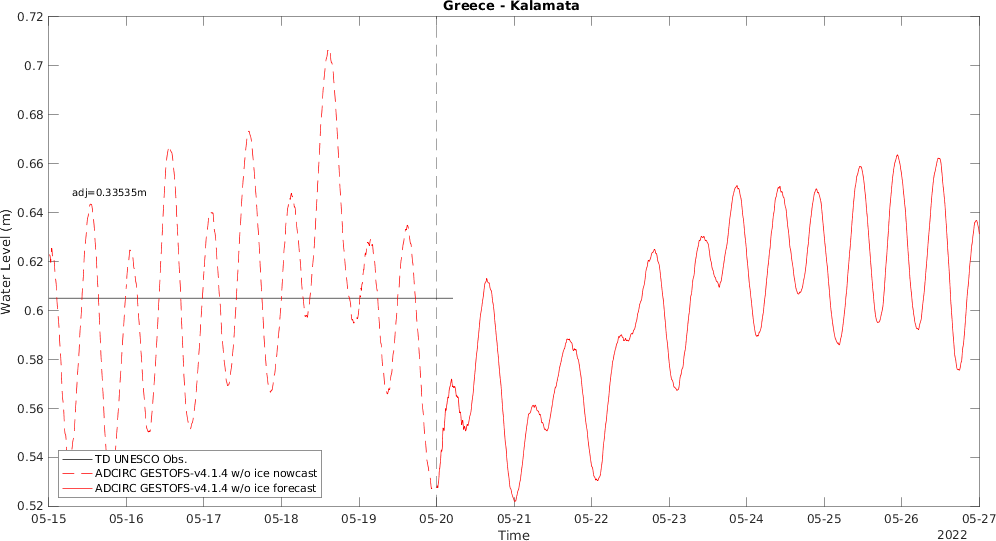 Greece - Kalamata
0.72
0.7
0.68
0.66
0.64
0.62
0.6
0.58
0.56
0.54
0.52
Water Level (m)
adj=0.33535m
TD UNESCO Obs.
ADCIRC GESTOFS-v4.1.4 w/o ice nowcast
ADCIRC GESTOFS-v4.1.4 w/o ice forecast
05-15 05-16 05-17 05-18 05-19 05-20 05-21 05-22 05-23 05-24 05-25 05-26 05-27
Time
2022